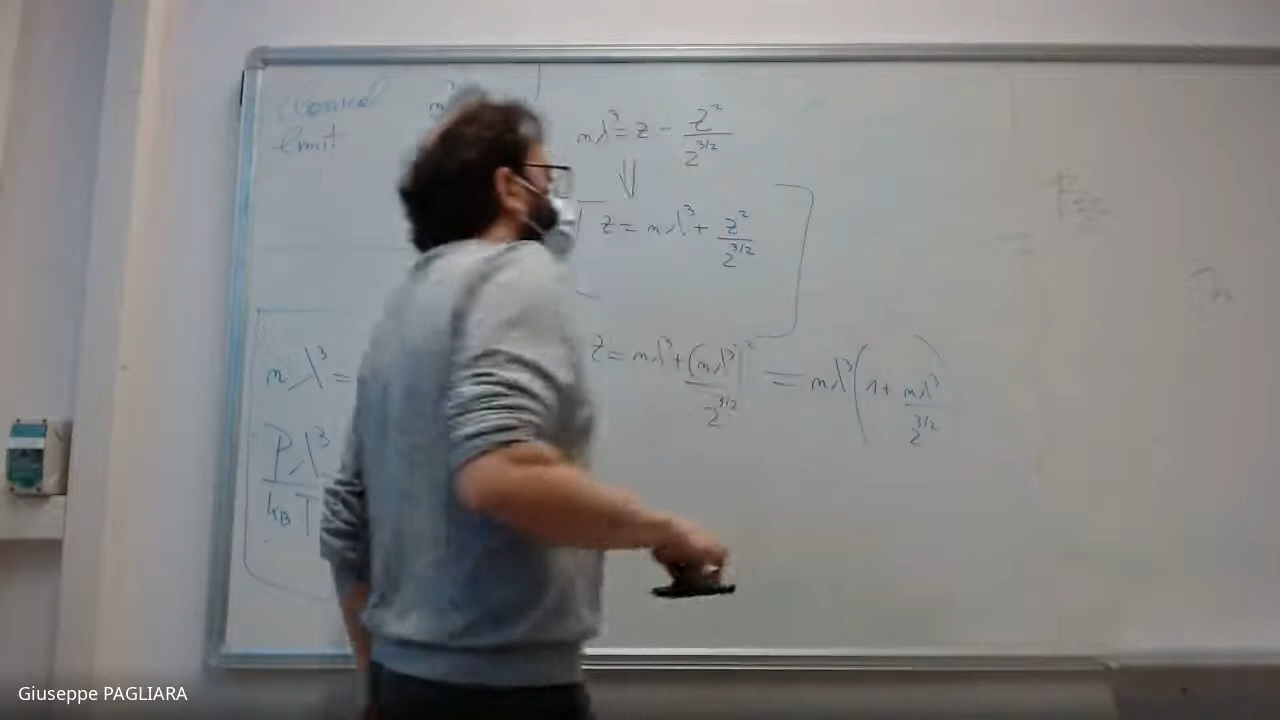 classical
limit
nλ³ = z - z²/2^{3/2}
⇓
z = nλ³ + z²/2^{3/2}
z = nλ³ + (nλ³)²/2^{3/2} = nλ³(1 + nλ³/2^{3/2})
nλ³ =
Pλ³/k_B T
Giuseppe PAGLIARA